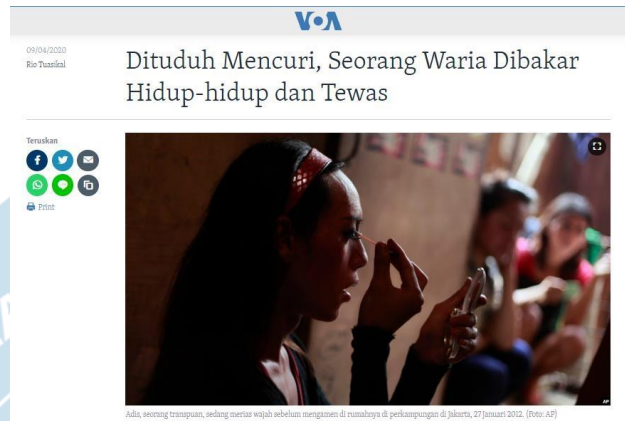 VOA
09/04/2020
Rio Tuasikal
Dituduh Mencuri, Seorang Waria Dibakar
Hidup-hidup dan Tewas
Teruskan
Print
AP
Adis, seorang transpuan, sedang merias wajah sebelum mengamen di rumahnya di perkampungan di Jakarta, 27 Januari 2012. (Foto: AP)